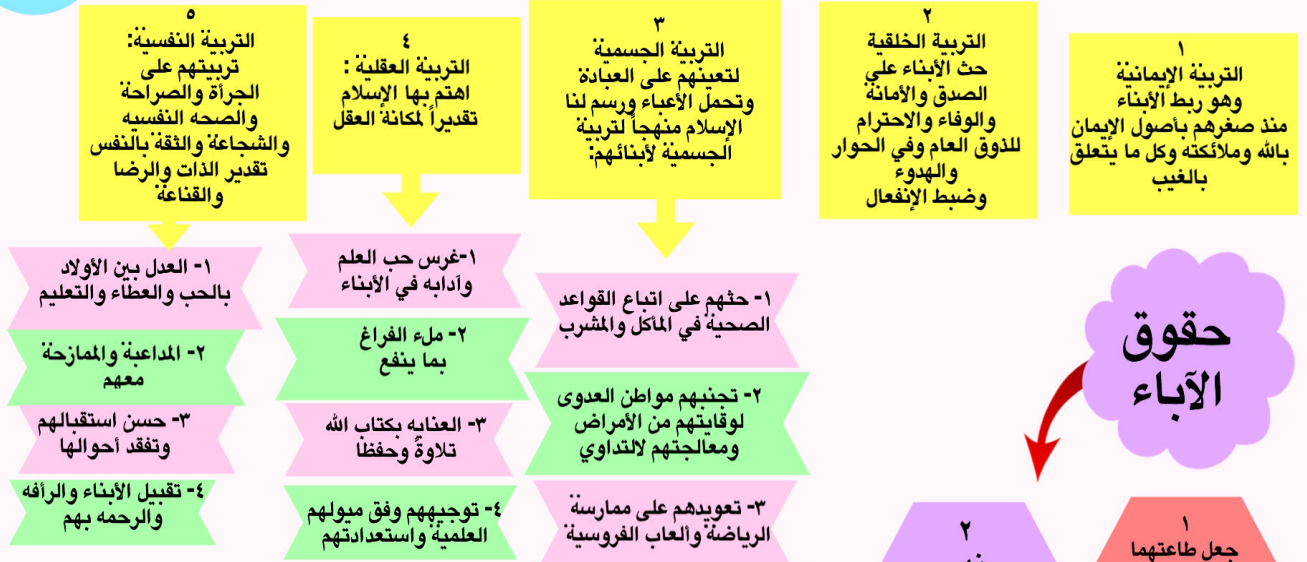 ١
التربية الإيمانية
وهو ربط الأبناء
منذ صغرهم بأصول الإيمان
بالله وملائكته وكل ما يتعلق
بالغيب
٢
التربية الخلقية
حث الأبناء على
الصدق والأمانة
والوفاء والاحترام
للذوق العام وفي الحوار
والهدوء
وضبط الإنفعال
٣
التربية الجسمية
لتعينهم على العبادة
وتحمل الأعباء ورسم لنا
الإسلام منهجاً لتربية
الجسمية لأبنائهم:
١- حثهم على اتباع القواعد
الصحية في المأكل والمشرب
٢- تجنبهم مواطن العدوى
لوقايتهم من الأمراض
ومعالجتهم لالتداوي
٣- تعويدهم على ممارسة
الرياضة وألعاب الفروسية
٤
التربية العقلية :
اهتم بها الإسلام
تقديراً لمكانة العقل
١-غرس حب العلم
وآدابه في الأبناء
٢- ملء الفراغ
بما ينفع
٣- العنايه بكتاب الله
تلاوةً وحفظاً
٤- توجيههم وفق ميولهم
العلمية واستعدادتهم
٥
التربية النفسية:
تربيتهم على
الجرأة والصراحة
والصحه النفسيه
والشجاعة والثقة بالنفس
تقدير الذات والرضا
والقناعة
١- العدل بين الأولاد
بالحب والعطاء والتعليم
٢- المداعبة والممازحة
معهم
٣- حسن استقبالهم
وتفقد أحوالها
٤- تقبيل الأبناء والرأفه
والرحمه بهم
حقوق
الآباء
١
جعل طاعتهما
٢